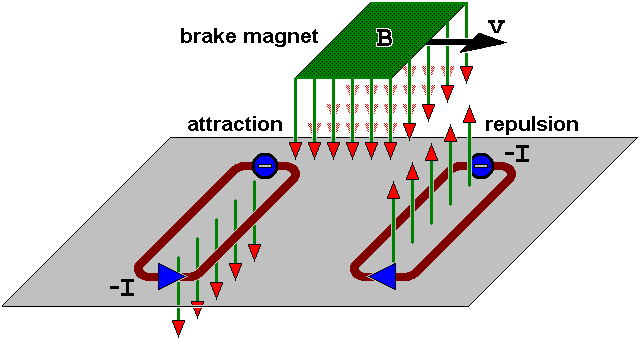 v
brake magnet
B
attraction
repulsion
-I
-I